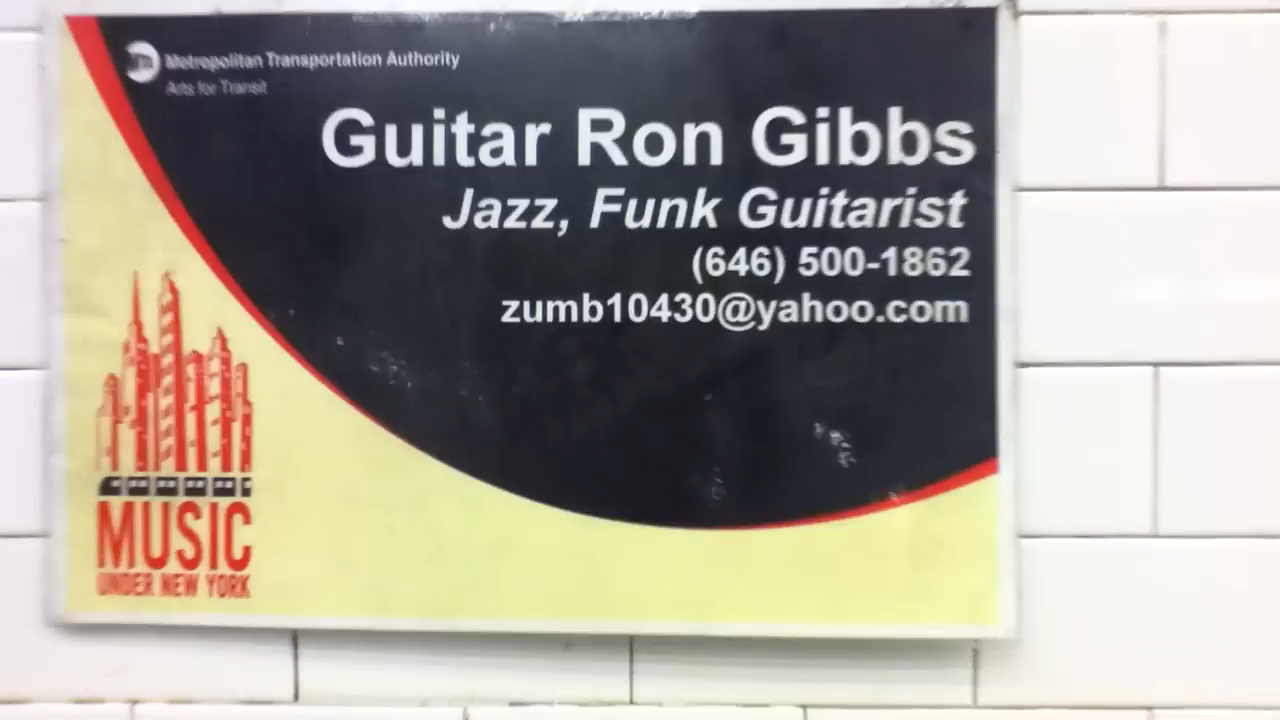 Metropolitan Transportation Authority
Arts for Transit
Guitar Ron Gibbs
Jazz, Funk Guitarist
(646) 500-1862
zumb10430@yahoo.com
MUSIC
UNDER NEW YORK